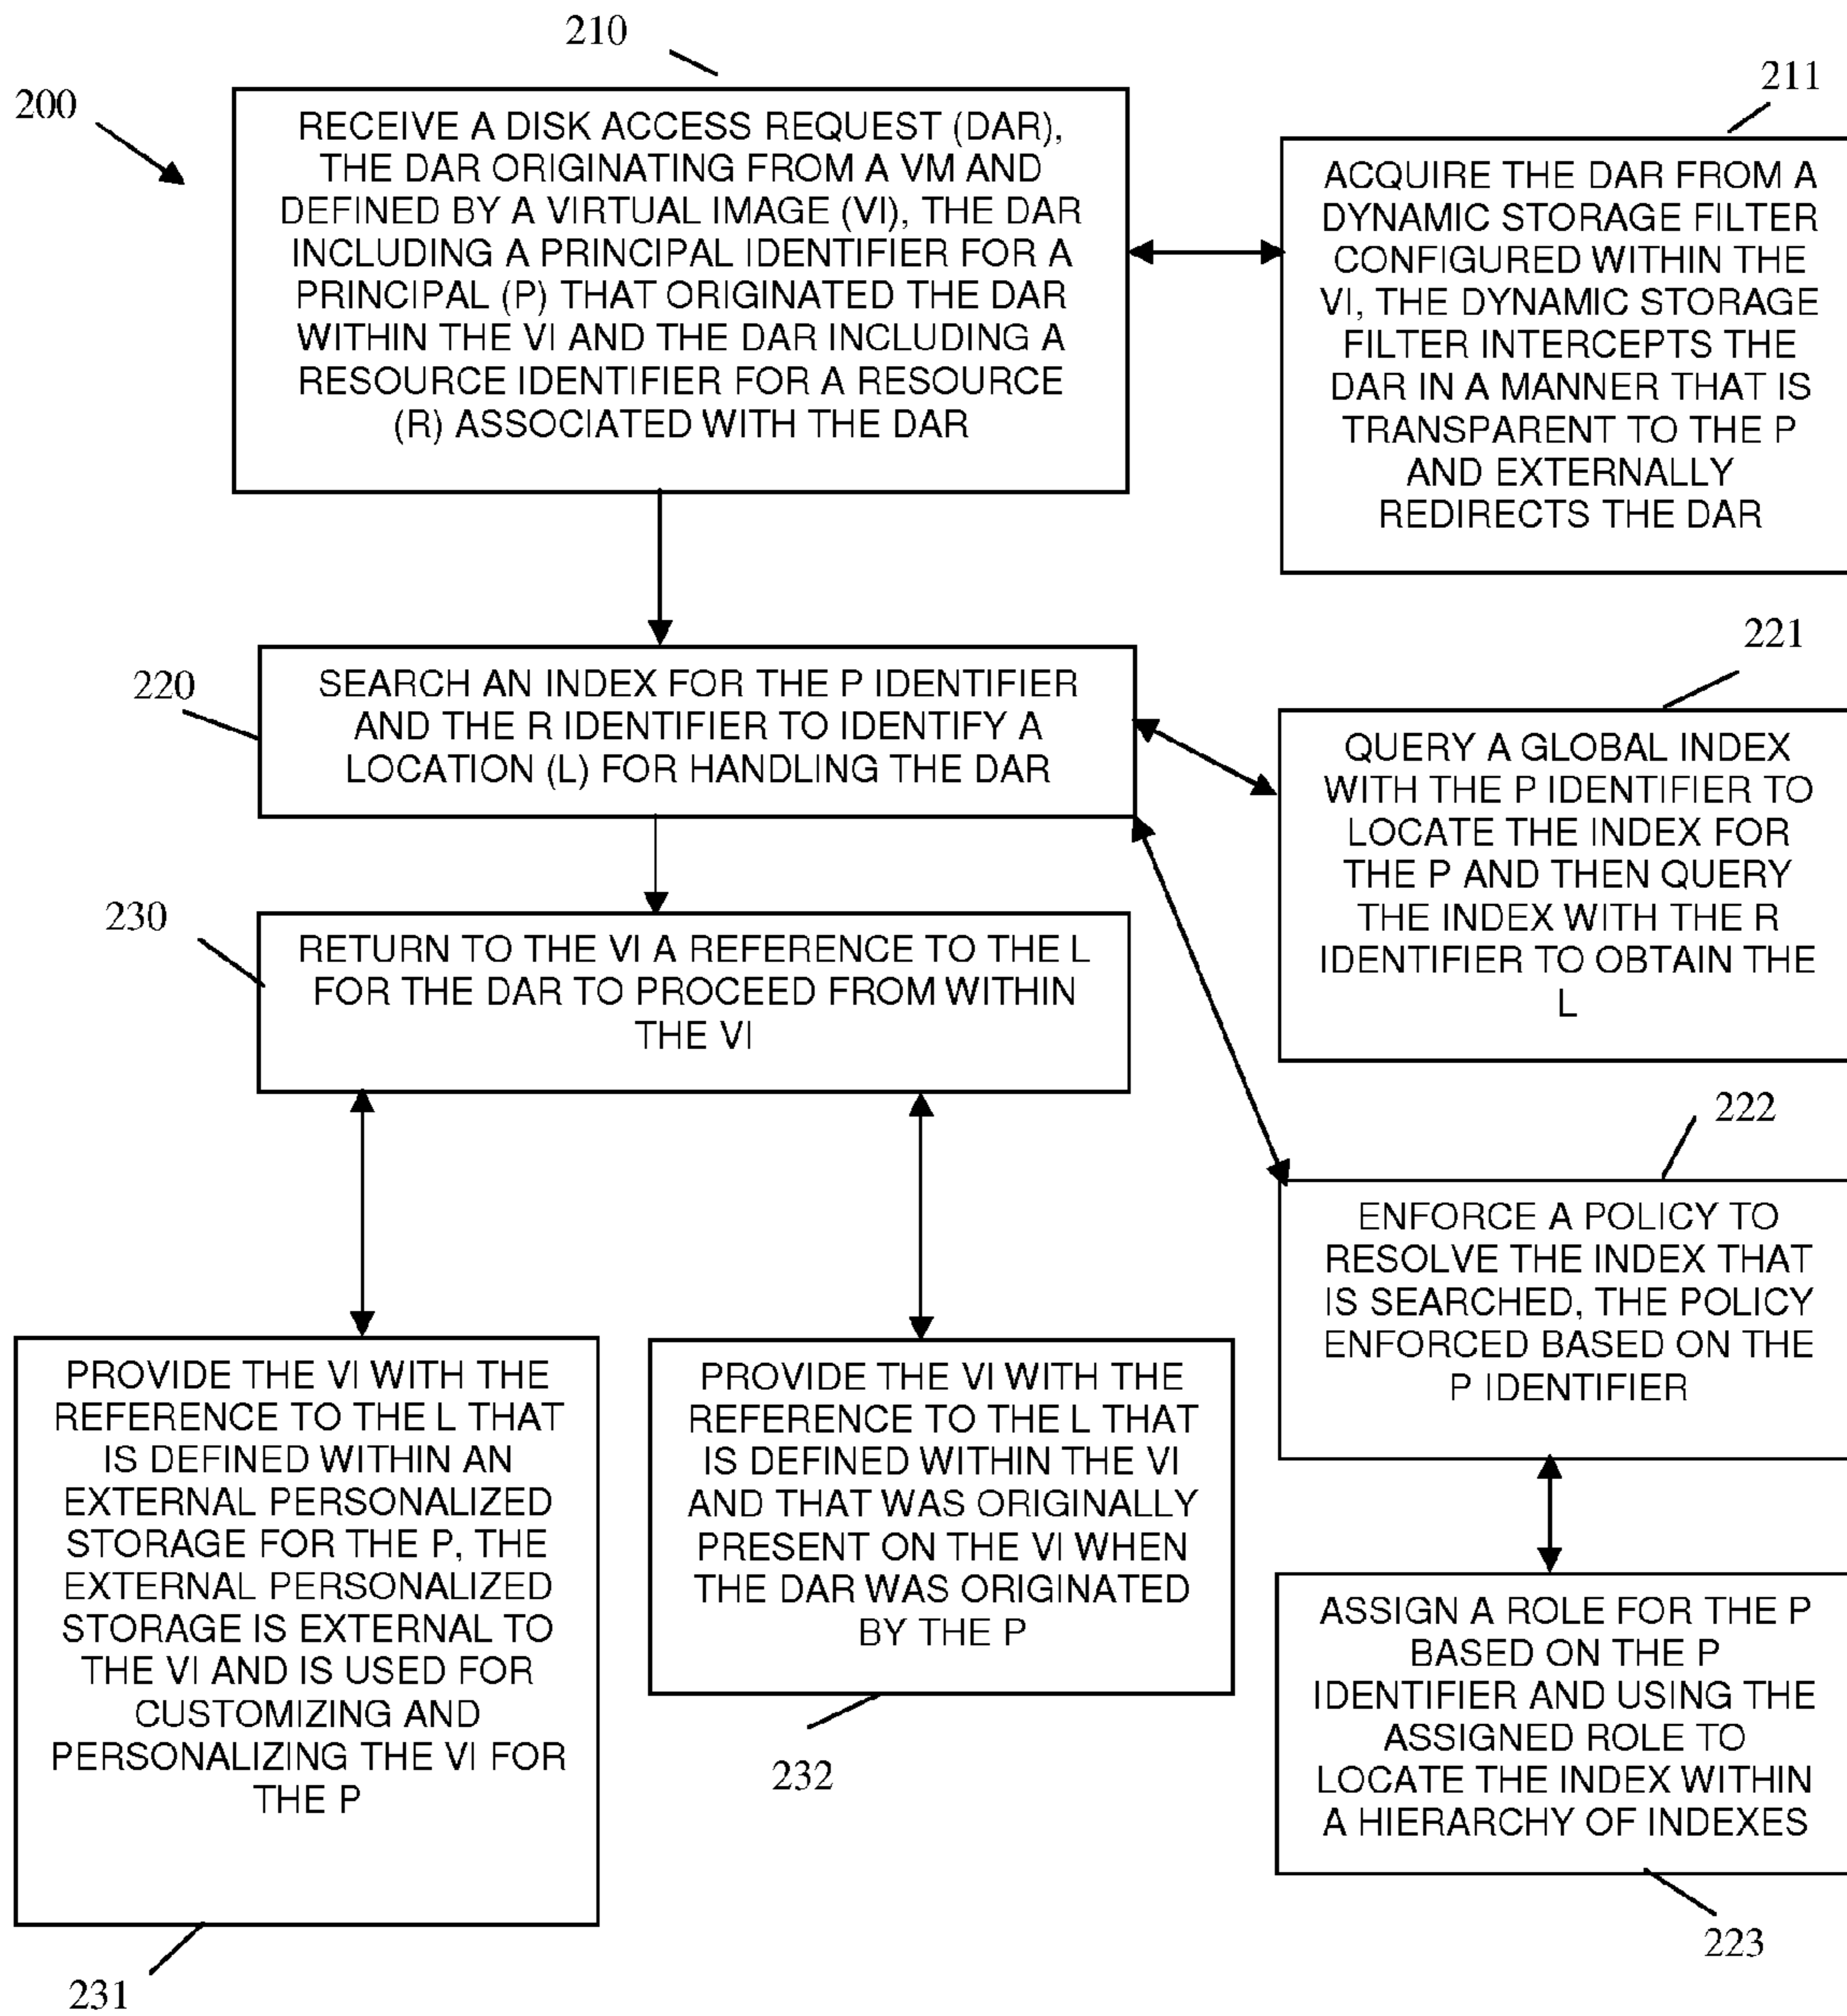 210
200
RECEIVE A DISK ACCESS REQUEST (DAR),
THE DAR ORIGINATING FROM A VM AND
DEFINED BY A VIRTUAL IMAGE (VI), THE DAR
INCLUDING A PRINCIPAL IDENTIFIER FOR A
PRINCIPAL (P) THAT ORIGINATED THE DAR
WITHIN THE VI AND THE DAR INCLUDING A
RESOURCE IDENTIFIER FOR A RESOURCE
(R) ASSOCIATED WITH THE DAR
211
ACQUIRE THE DAR FROM A
DYNAMIC STORAGE FILTER
CONFIGURED WITHIN THE
VI, THE DYNAMIC STORAGE
FILTER INTERCEPTS THE
DAR IN A MANNER THAT IS
TRANSPARENT TO THE P
AND EXTERNALLY
REDIRECTS THE DAR
220
SEARCH AN INDEX FOR THE P IDENTIFIER
AND THE R IDENTIFIER TO IDENTIFY A
LOCATION (L) FOR HANDLING THE DAR
221
QUERY A GLOBAL INDEX
WITH THE P IDENTIFIER TO
LOCATE THE INDEX FOR
THE P AND THEN QUERY
THE INDEX WITH THE R
IDENTIFIER TO OBTAIN THE
L
230
RETURN TO THE VI A REFERENCE TO THE L
FOR THE DAR TO PROCEED FROM WITHIN
THE VI
222
ENFORCE A POLICY TO
RESOLVE THE INDEX THAT
IS SEARCHED, THE POLICY
ENFORCED BASED ON THE
P IDENTIFIER
PROVIDE THE VI WITH THE
REFERENCE TO THE L THAT
IS DEFINED WITHIN AN
EXTERNAL PERSONALIZED
STORAGE FOR THE P, THE
EXTERNAL PERSONALIZED
STORAGE IS EXTERNAL TO
THE VI AND IS USED FOR
CUSTOMIZING AND
PERSONALIZING THE VI FOR
THE P
231
PROVIDE THE VI WITH THE
REFERENCE TO THE L THAT
IS DEFINED WITHIN THE VI
AND THAT WAS ORIGINALLY
PRESENT ON THE VI WHEN
THE DAR WAS ORIGINATED
BY THE P
232
ASSIGN A ROLE FOR THE P
BASED ON THE P
IDENTIFIER AND USING THE
ASSIGNED ROLE TO
LOCATE THE INDEX WITHIN
A HIERARCHY OF INDEXES
223